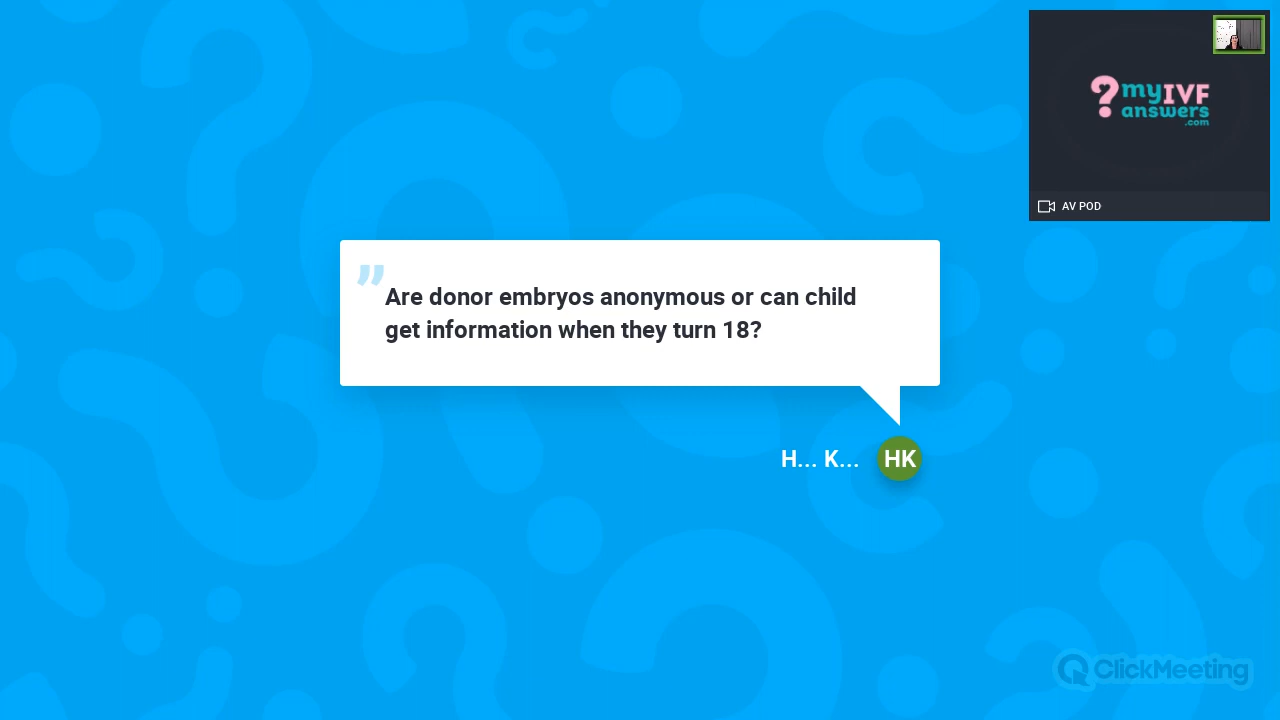 ?myIVF
answers
.com
AV POD
” Are donor embryos anonymous or can child
get information when they turn 18?
H... K... HK
ClickMeeting